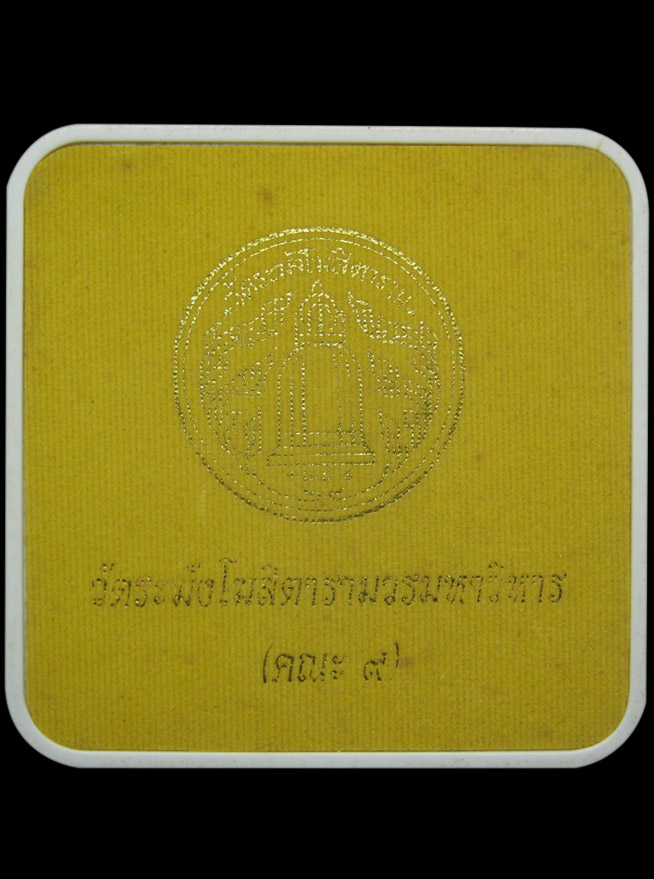 วัดระฆังโฆสิตาราม
วัดระฆังโฆสิตารามวรมหาวิหาร
(คณะ ๙)